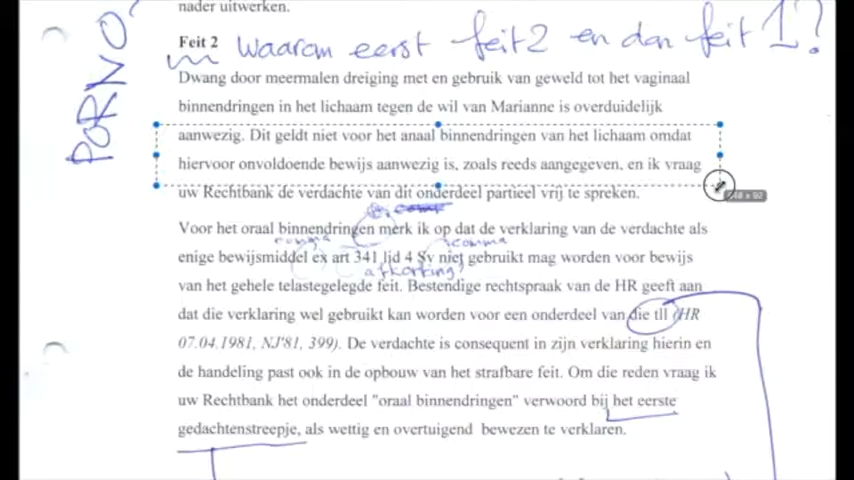 nader uitwerken.
PORNO?
Feit 2 Waarom eerst feit 2 en dan feit 1?
Dwang door meermalen dreiging met en gebruik van geweld tot het vaginaal
binnendringen in het lichaam tegen de wil van Marianne is overduidelijk
aanwezig. Dit geldt niet voor het anaal binnendringen van het lichaam omdat
hiervoor onvoldoende bewijs aanwezig is, zoals reeds aangegeven, en ik vraag
748 x 92
uw Rechtbank de verdachte van dit onderdeel partieel vrij te spreken.
Voor het oraal binnendringen merk ik op dat de verklaring van de verdachte als
comma comma
enige bewijsmiddel ex art 341 lid 4 Sv niet gebruikt mag worden voor bewijs
afkorting?
van het gehele telastegelegde feit. Bestendige rechtspraak van de HR geeft aan
dat die verklaring wel gebruikt kan worden voor een onderdeel van die tll (HR
07.04.1981, NJ'81, 399). De verdachte is consequent in zijn verklaring hierin en
de handeling past ook in de opbouw van het strafbare feit. Om die reden vraag ik
uw Rechtbank het onderdeel "oraal binnendringen" verwoord bij het eerste
gedachtenstreepje, als wettig en overtuigend bewezen te verklaren.